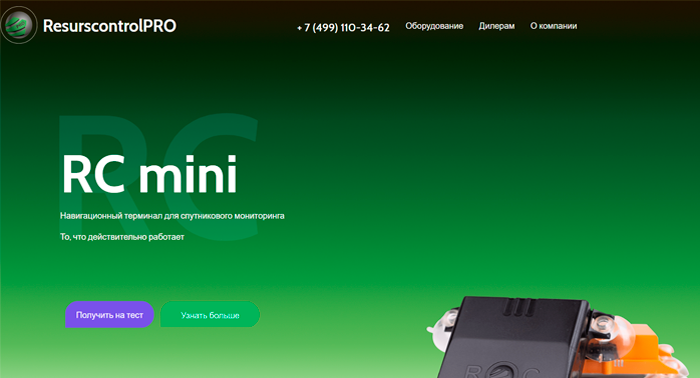 ResurscontrolPRO
+ 7 (499) 110-34-62
Оборудование
Дилерам
О компании
RC
RC mini
Навигационный терминал для спутникового мониторинга
То, что действительно работает
Получить на тест
Узнать больше